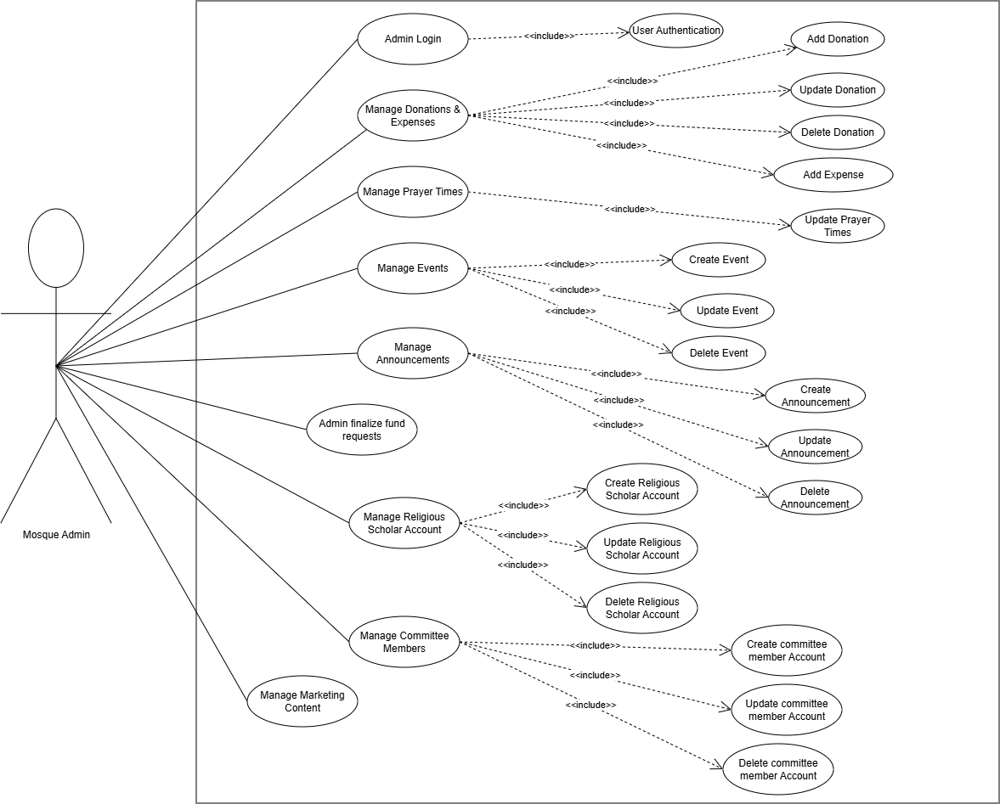 Admin Login
<<include>>
User Authentication
Manage Donations &
Expenses
<<include>>
Add Donation
<<include>>
Update Donation
<<include>>
Delete Donation
<<include>>
Add Expense
Manage Prayer Times
<<include>>
Update Prayer
Times
Manage Events
<<include>>
Create Event
<<include>>
Update Event
<<include>>
Delete Event
Manage
Announcements
<<include>>
Create
Announcement
<<include>>
Update
Announcement
<<include>>
Delete
Announcement
Admin finalize fund
requests
Manage Religious
Scholar Account
<<include>>
Create Religious
Scholar Account
<<include>>
Update Religious
Scholar Account
<<include>>
Delete Religious
Scholar Account
Mosque Admin
Manage Committee
Members
<<include>>
Create committee
member Account
<<include>>
Update committee
member Account
<<include>>
Delete committee
member Account
Manage Marketing
Content